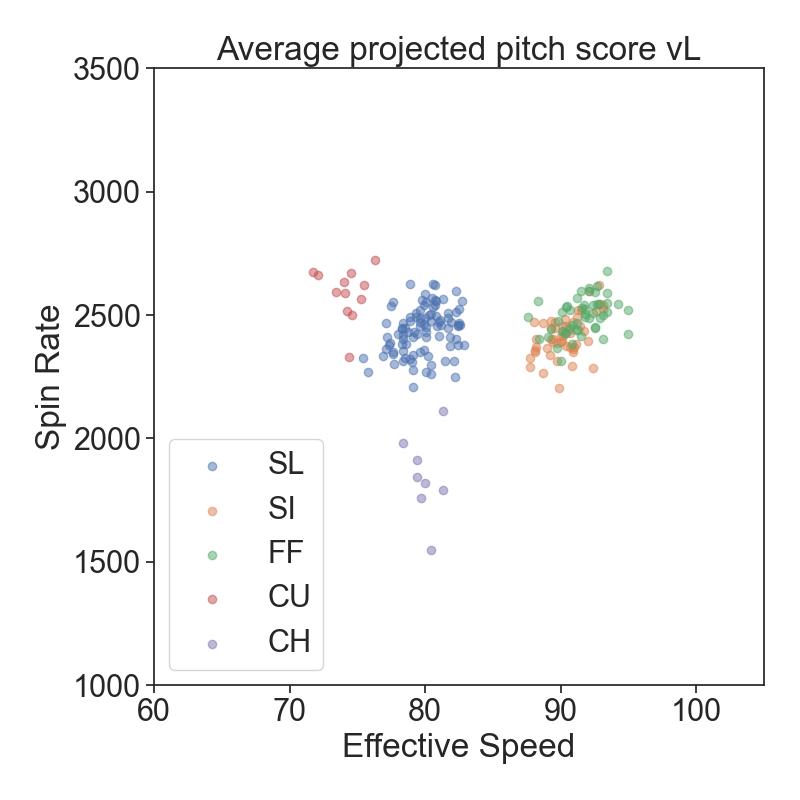 Average projected pitch score vL
3500
3000
2500
2000
1500
1000
Spin Rate
SL
SI
FF
CU
CH
60 70 80 90 100
Effective Speed